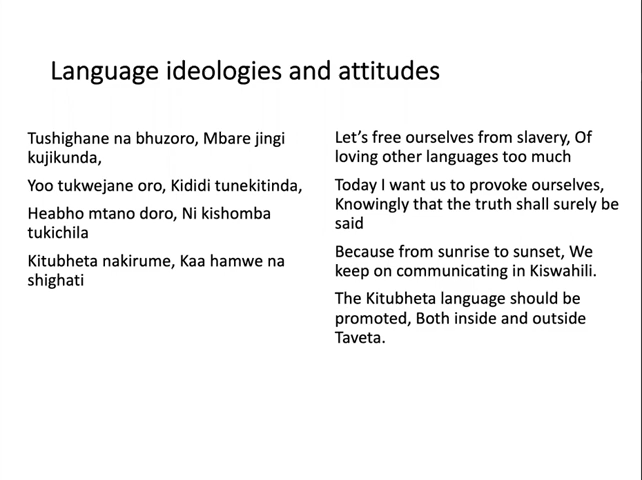 Language ideologies and attitudes
Tushighane na bhuzoro, Mbare jingi
kujikunda,
Yoo tukwejane oro, Kididi tunekitinda,
Heabho mtano doro, Ni kishomba
tukichila
Kitubheta nakirume, Kaa hamwe na
shighati
Let's free ourselves from slavery, Of
loving other languages too much
Today I want us to provoke ourselves,
Knowingly that the truth shall surely be
said
Because from sunrise to sunset, We
keep on communicating in Kiswahili.
The Kitubheta language should be
promoted, Both inside and outside
Taveta.